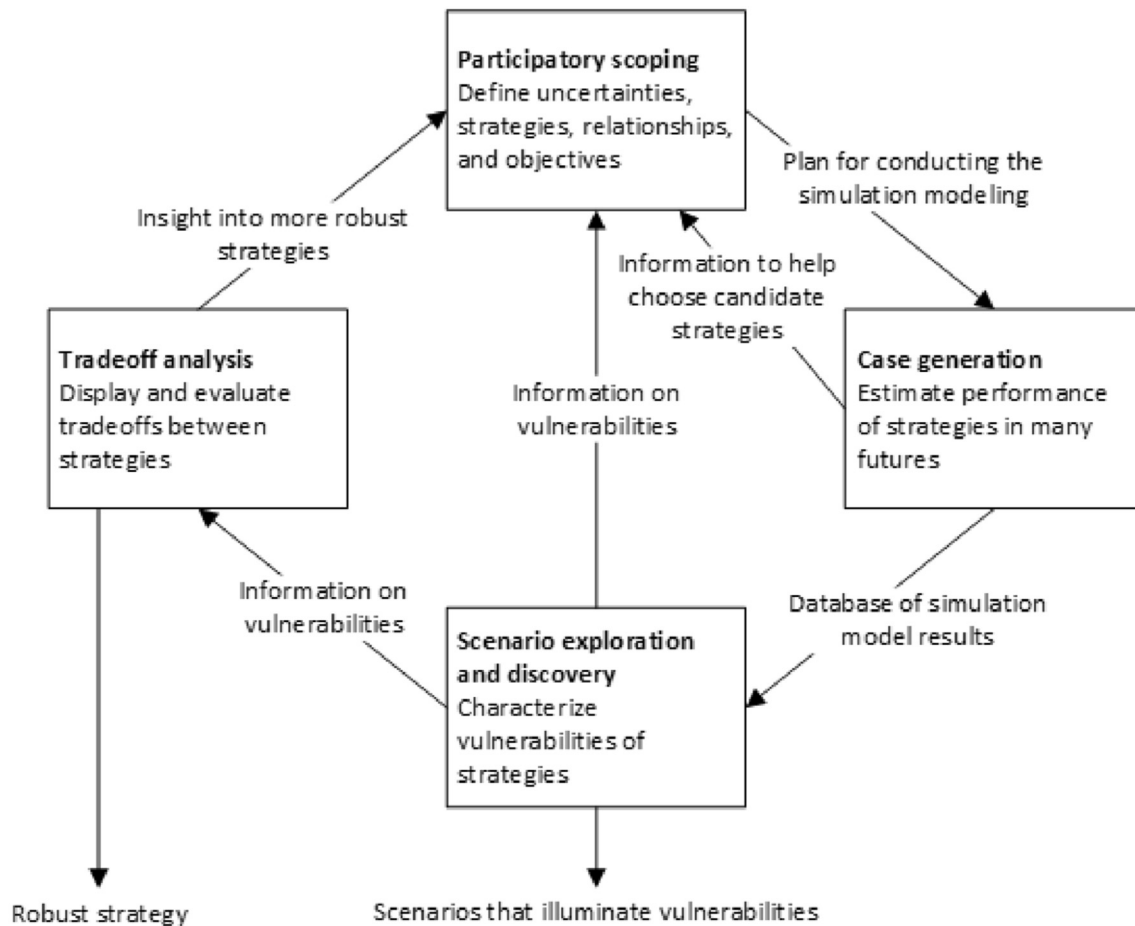 Participatory scoping
Define uncertainties,
strategies, relationships,
and objectives
Plan for conducting the
simulation modeling
Insight into more robust
strategies
Information to help
choose candidate
strategies
Tradeoff analysis
Display and evaluate
tradeoffs between
strategies
Information on
vulnerabilities
Case generation
Estimate performance
of strategies in many
futures
Information on
vulnerabilities
Database of simulation
model results
Scenario exploration
and discovery
Characterize
vulnerabilities of
strategies
Robust strategy
Scenarios that illuminate vulnerabilities